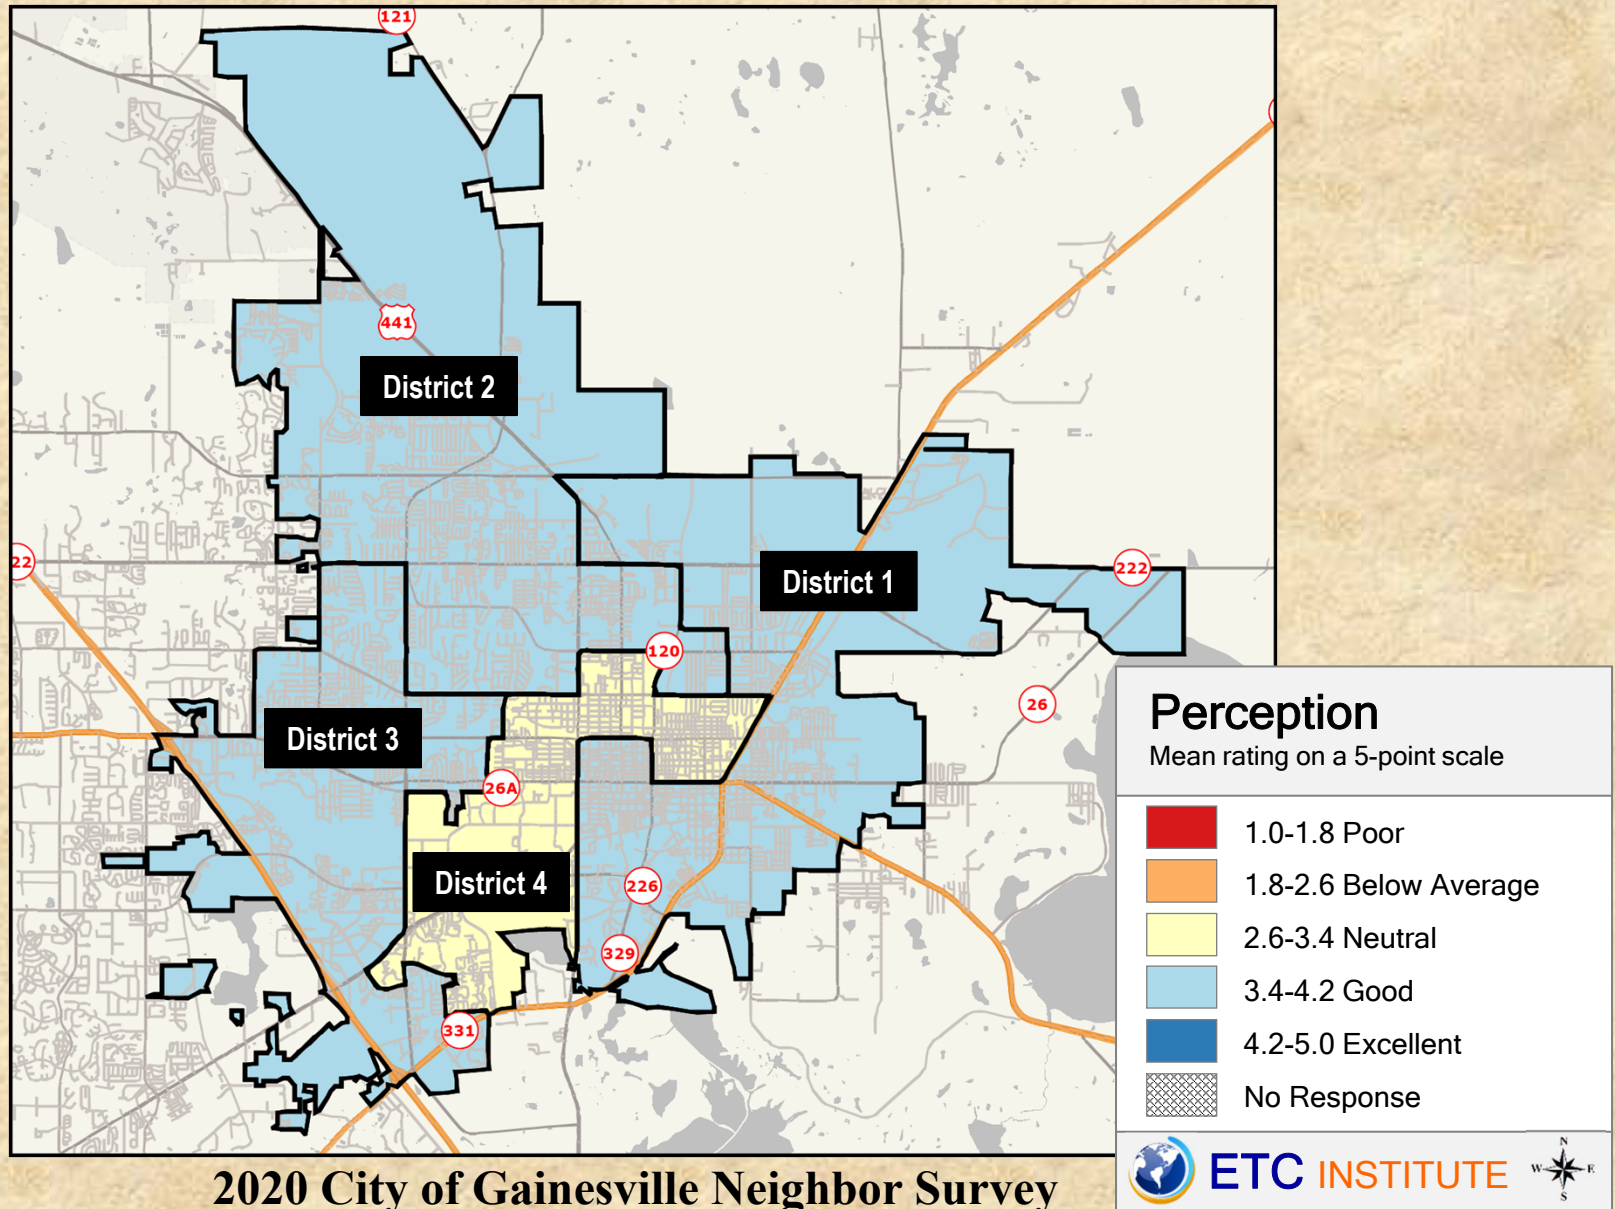 121
441
District 2
22
222
District 1
120
26
District 3
26A
District 4
226
329
331
Perception
Mean rating on a 5-point scale
1.0-1.8 Poor
1.8-2.6 Below Average
2.6-3.4 Neutral
3.4-4.2 Good
4.2-5.0 Excellent
No Response
ETC INSTITUTE
N
W E
S
2020 City of Gainesville Neighbor Survey